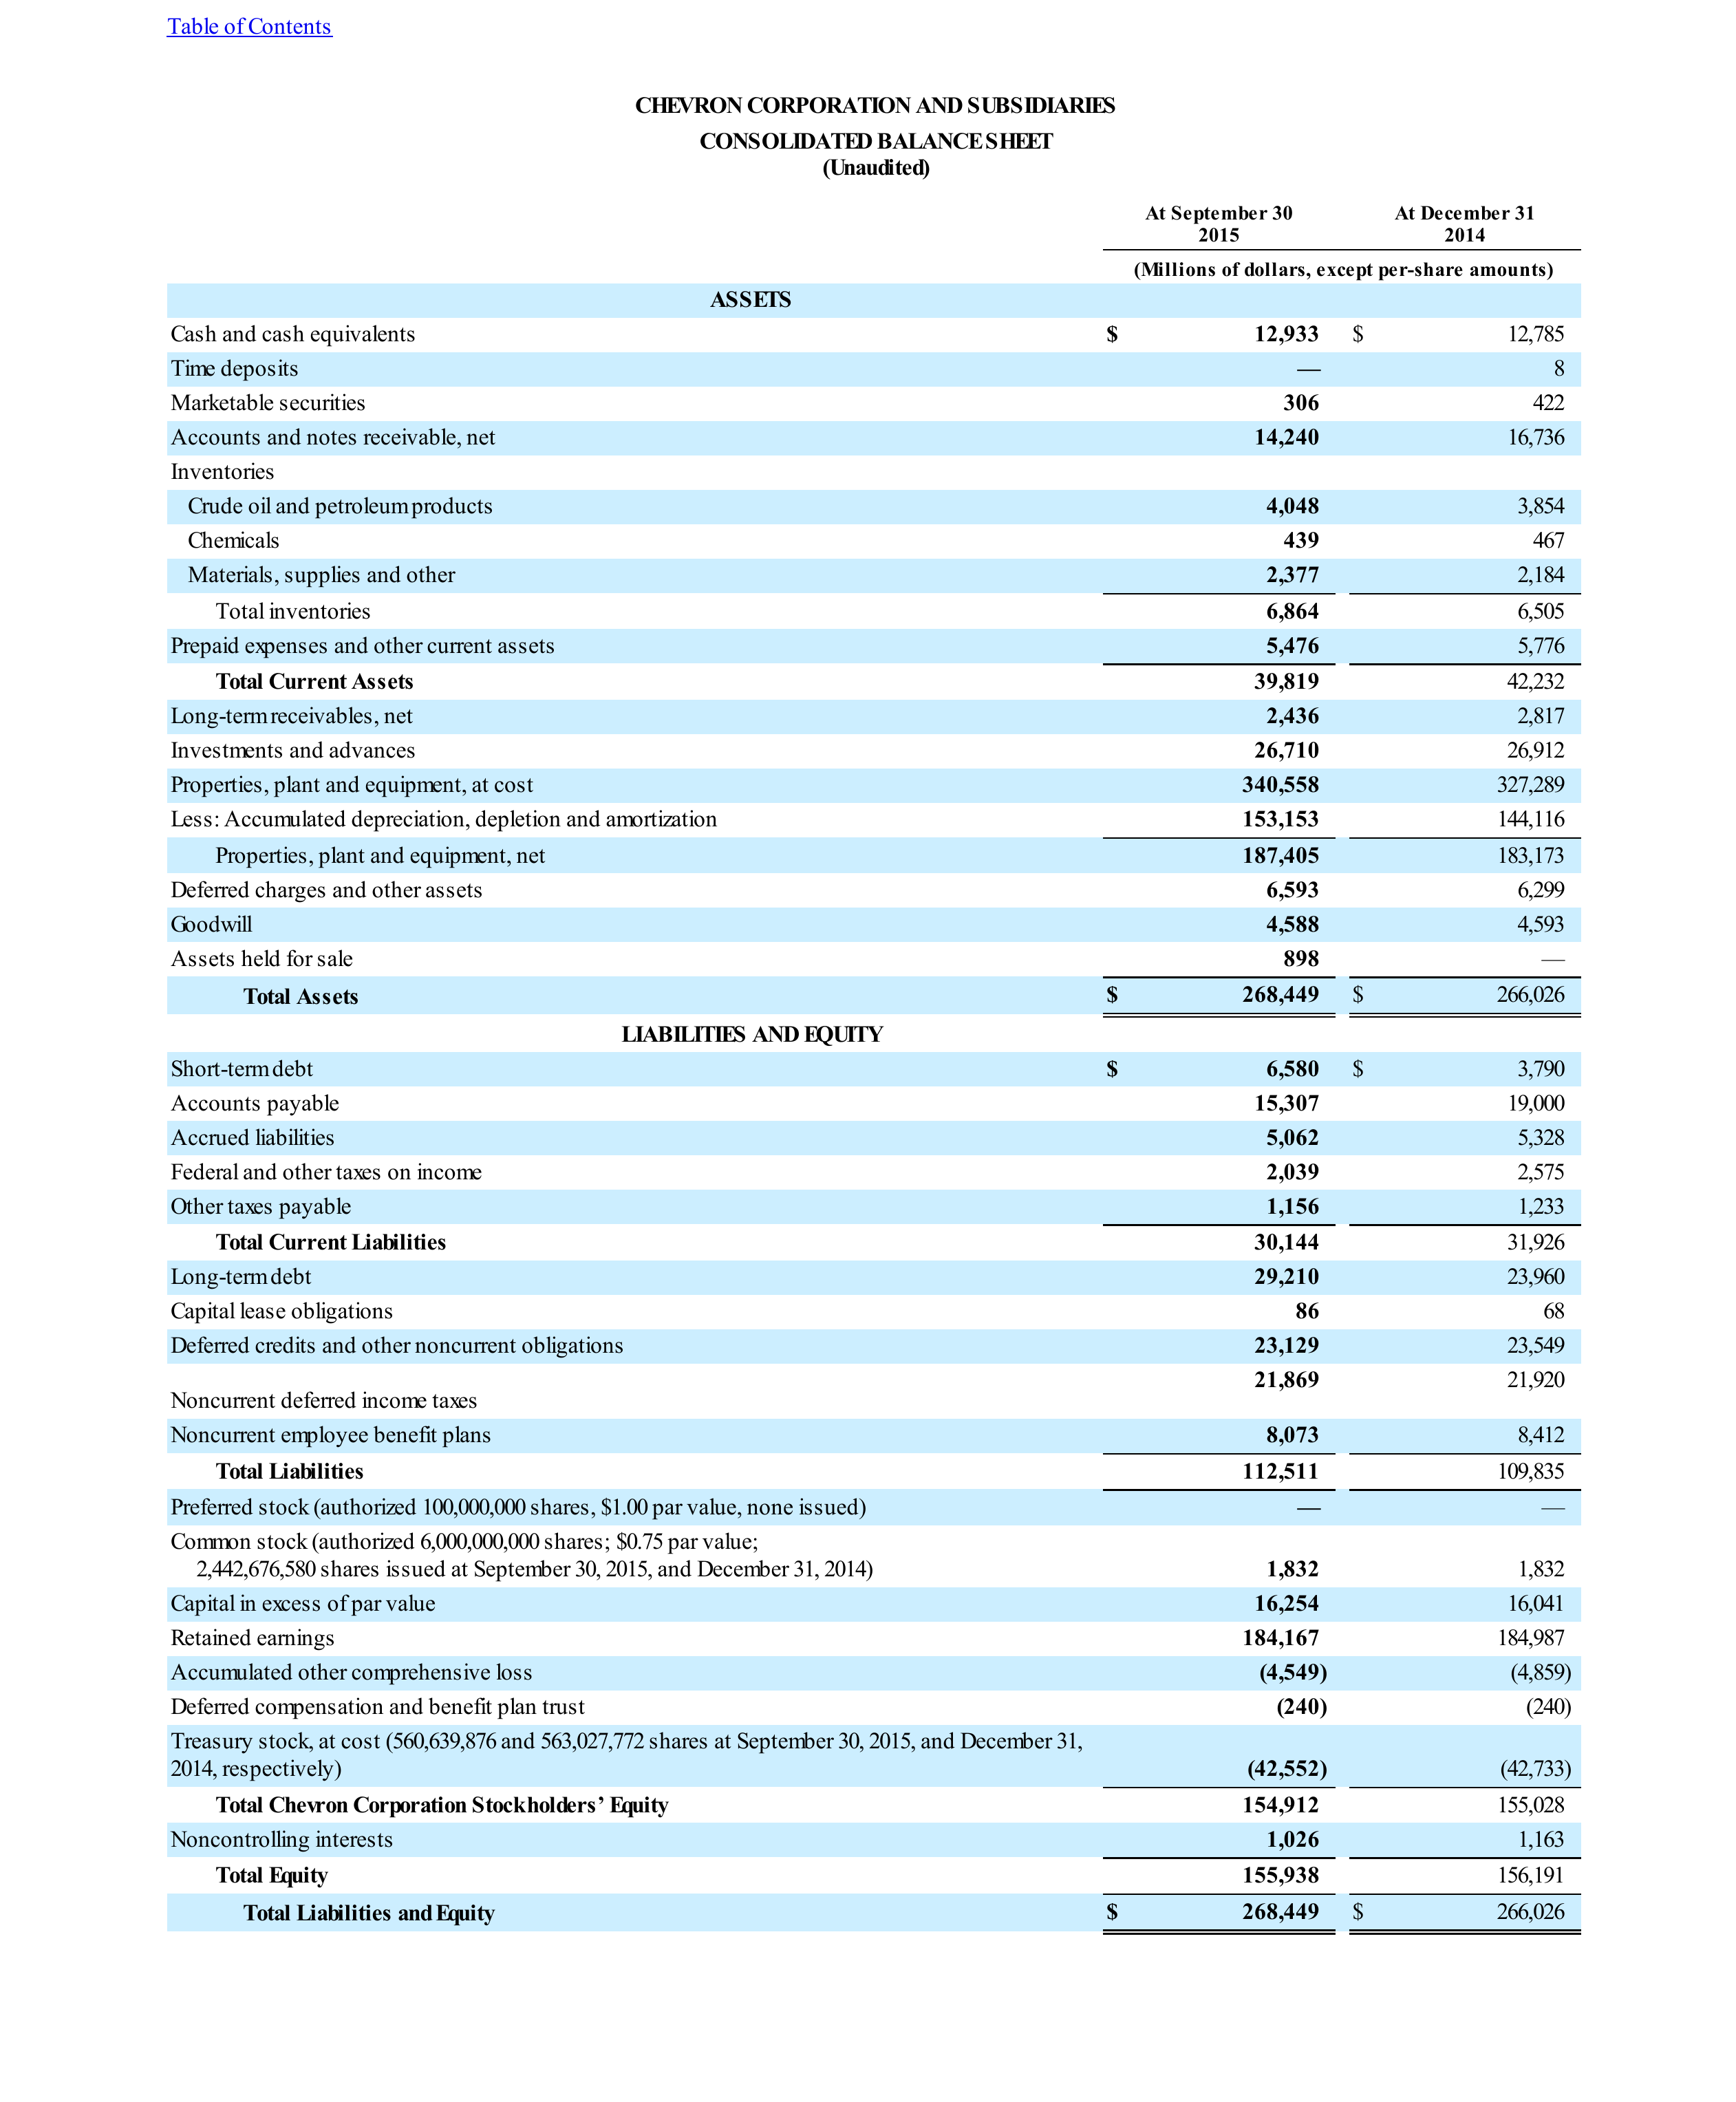 Table of Contents
CHEVRON CORPORATION AND SUBSIDIARIES
CONSOLIDATED BALANCE SHEET
(Unaudited)
At September 30 At December 31
2015 2014
(Millions of dollars, except per-share amounts)
ASSETS
Cash and cash equivalents $ 12,933 $ 12,785
Time deposits — 8
Marketable securities 306 422
Accounts and notes receivable, net 14,240 16,736
Inventories
Crude oil and petroleum products 4,048 3,854
Chemicals 439 467
Materials, supplies and other 2,377 2,184
Total inventories 6,864 6,505
Prepaid expenses and other current assets 5,476 5,776
Total Current Assets 39,819 42,232
Long-term receivables, net 2,436 2,817
Investments and advances 26,710 26,912
Properties, plant and equipment, at cost 340,558 327,289
Less: Accumulated depreciation, depletion and amortization 153,153 144,116
Properties, plant and equipment, net 187,405 183,173
Deferred charges and other assets 6,593 6,299
Goodwill 4,588 4,593
Assets held for sale 898 —
Total Assets $ 268,449 $ 266,026
LIABILITIES AND EQUITY
Short-term debt $ 6,580 $ 3,790
Accounts payable 15,307 19,000
Accrued liabilities 5,062 5,328
Federal and other taxes on income 2,039 2,575
Other taxes payable 1,156 1,233
Total Current Liabilities 30,144 31,926
Long-term debt 29,210 23,960
Capital lease obligations 86 68
Deferred credits and other noncurrent obligations 23,129 23,549
Noncurrent deferred income taxes 21,869 21,920
Noncurrent employee benefit plans 8,073 8,412
Total Liabilities 112,511 109,835
Preferred stock (authorized 100,000,000 shares, $1.00 par value, none issued) — —
Common stock (authorized 6,000,000,000 shares; $0.75 par value;
2,442,676,580 shares issued at September 30, 2015, and December 31, 2014) 1,832 1,832
Capital in excess of par value 16,254 16,041
Retained earnings 184,167 184,987
Accumulated other comprehensive loss (4,549) (4,859)
Deferred compensation and benefit plan trust (240) (240)
Treasury stock, at cost (560,639,876 and 563,027,772 shares at September 30, 2015, and December 31,
2014, respectively) (42,552) (42,733)
Total Chevron Corporation Stockholders’ Equity 154,912 155,028
Noncontrolling interests 1,026 1,163
Total Equity 155,938 156,191
Total Liabilities and Equity $ 268,449 $ 266,026